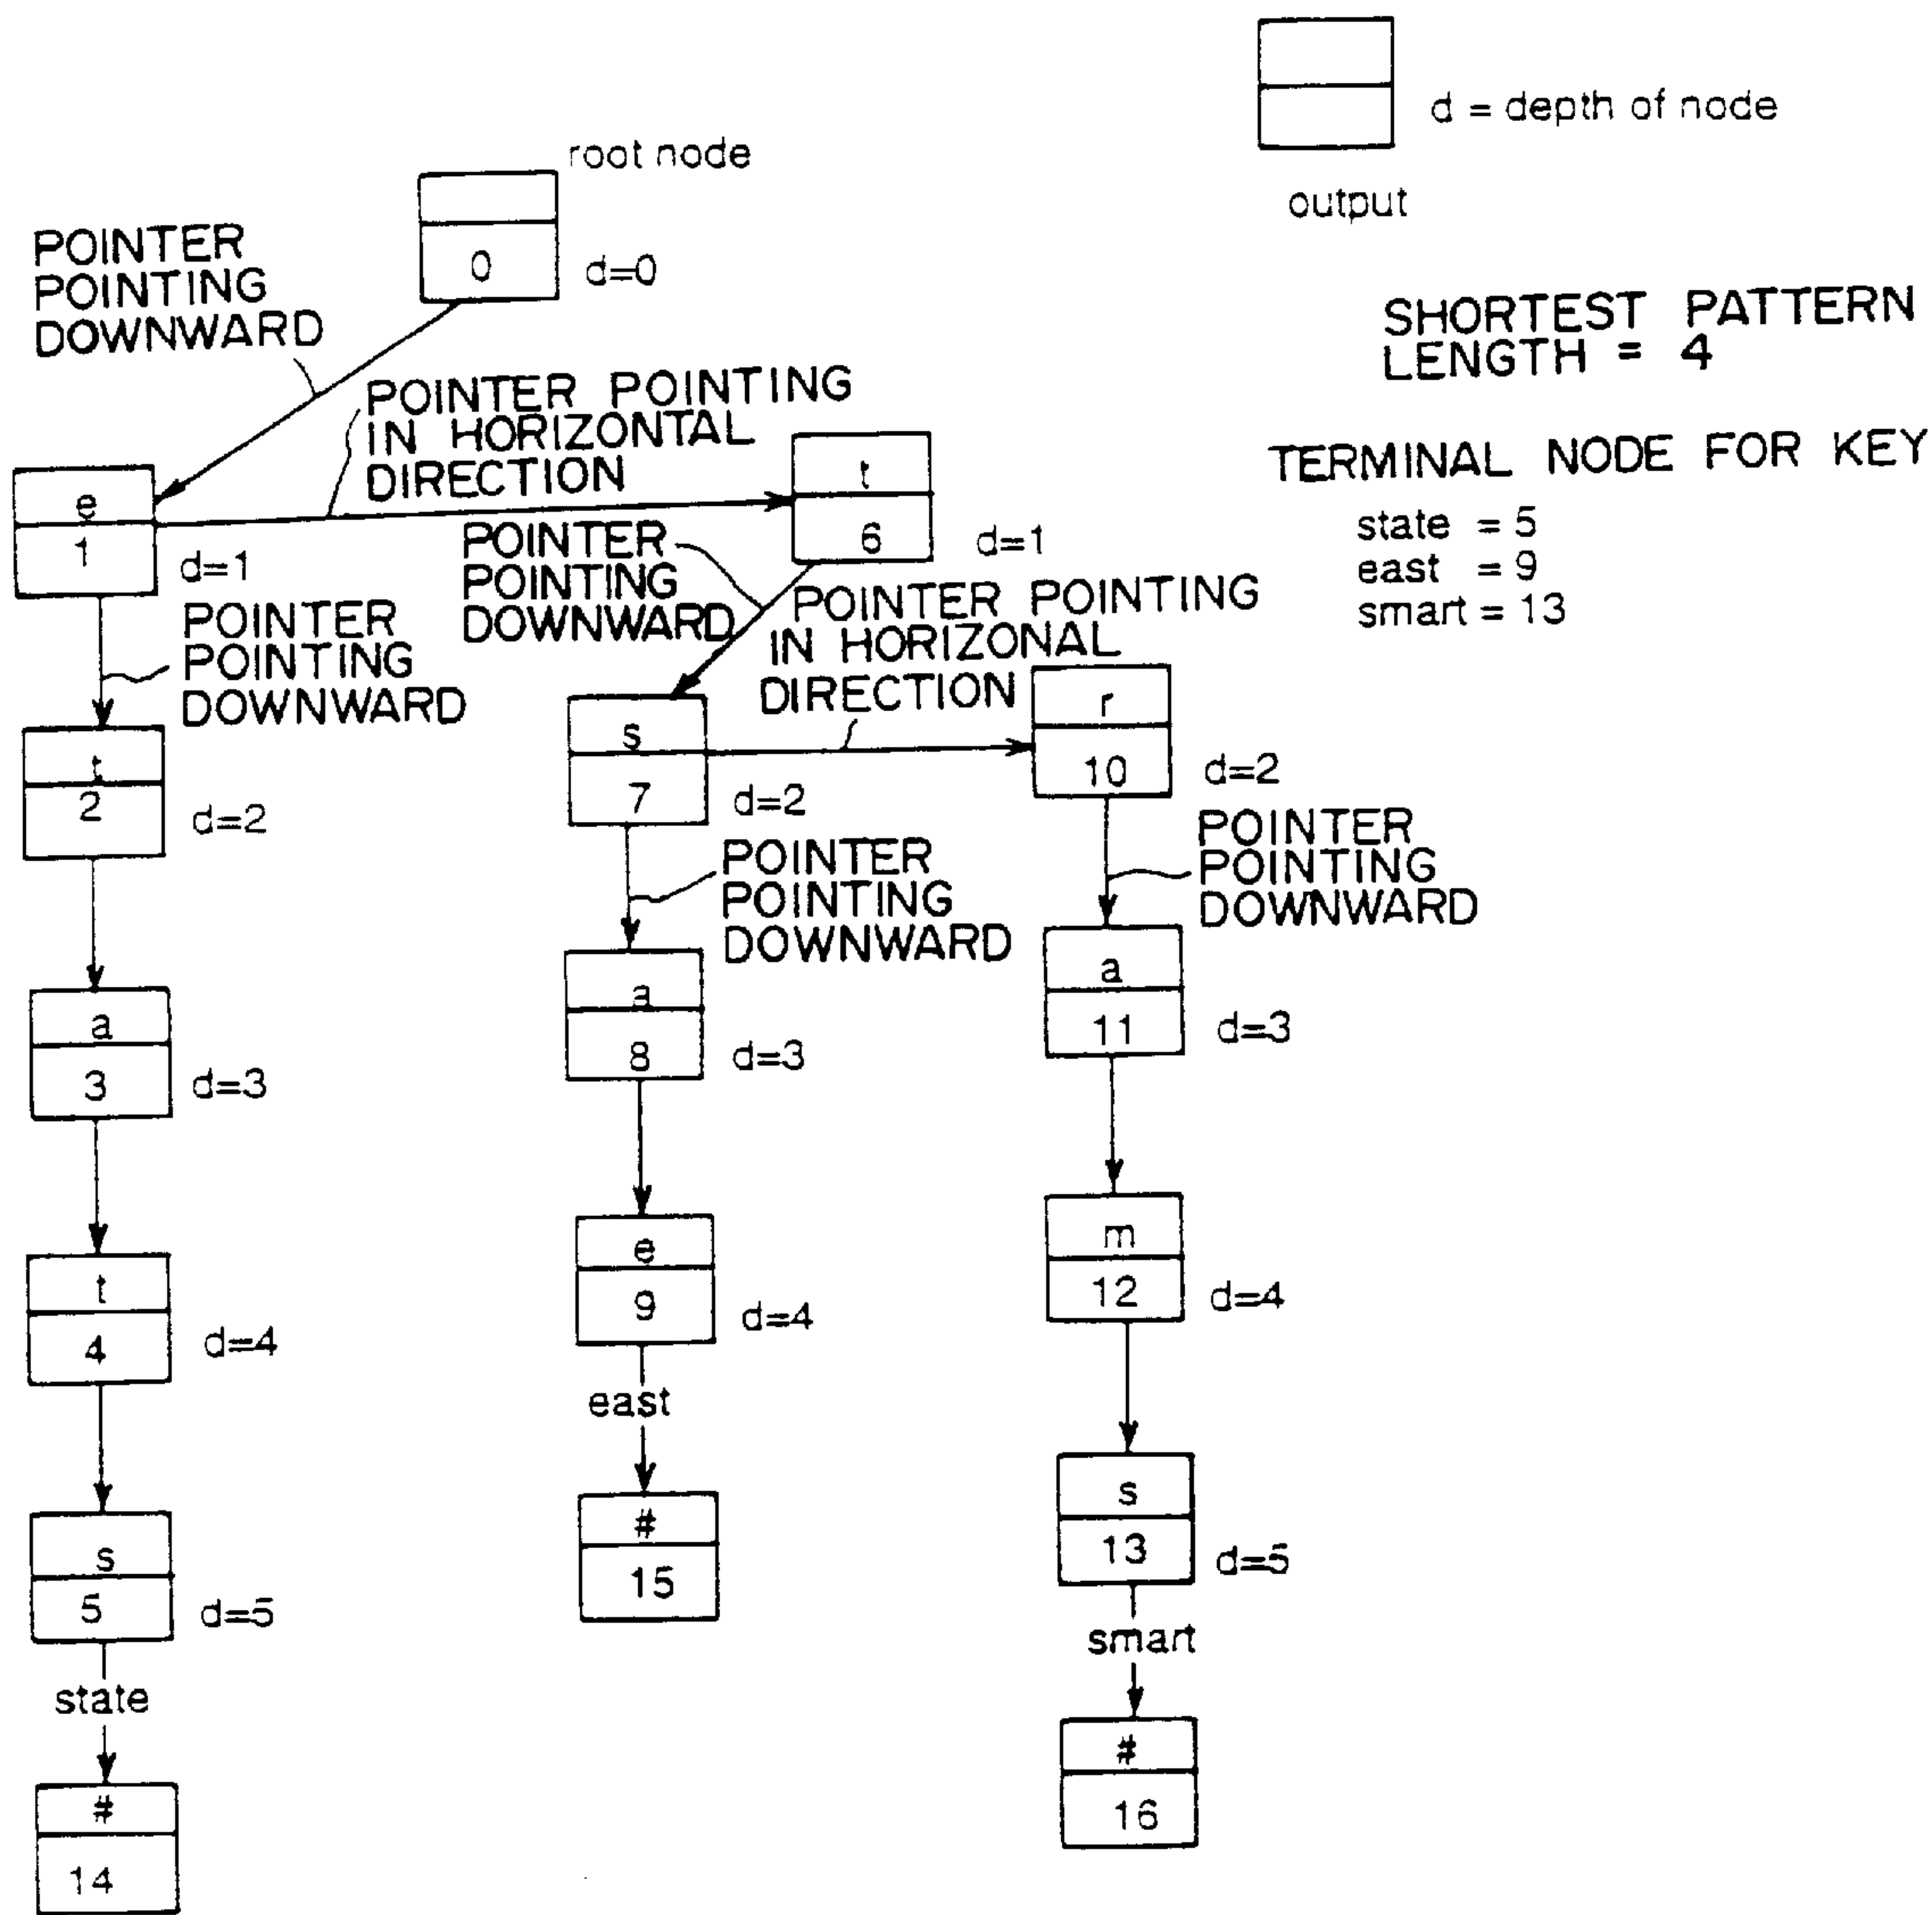 d = depth of node
output
root node
0
d=0
POINTER
POINTING
DOWNWARD
SHORTEST PATTERN
LENGTH = 4
POINTER POINTING
IN HORIZONTAL
DIRECTION
TERMINAL NODE FOR KEY
state = 5
east = 9
smart = 13
e
1
d=1
t
6
d=1
POINTER
POINTING
DOWNWARD
POINTER POINTING
IN HORIZONAL
DIRECTION
POINTER
POINTING
DOWNWARD
t
2
d=2
s
7
d=2
r
10
d=2
POINTER
POINTING
DOWNWARD
POINTER
POINTING
DOWNWARD
a
3
d=3
a
8
d=3
a
11
d=3
t
4
d=4
e
9
d=4
m
12
d=4
east
s
5
d=5
#
15
s
13
d=5
state
smart
#
14
#
16